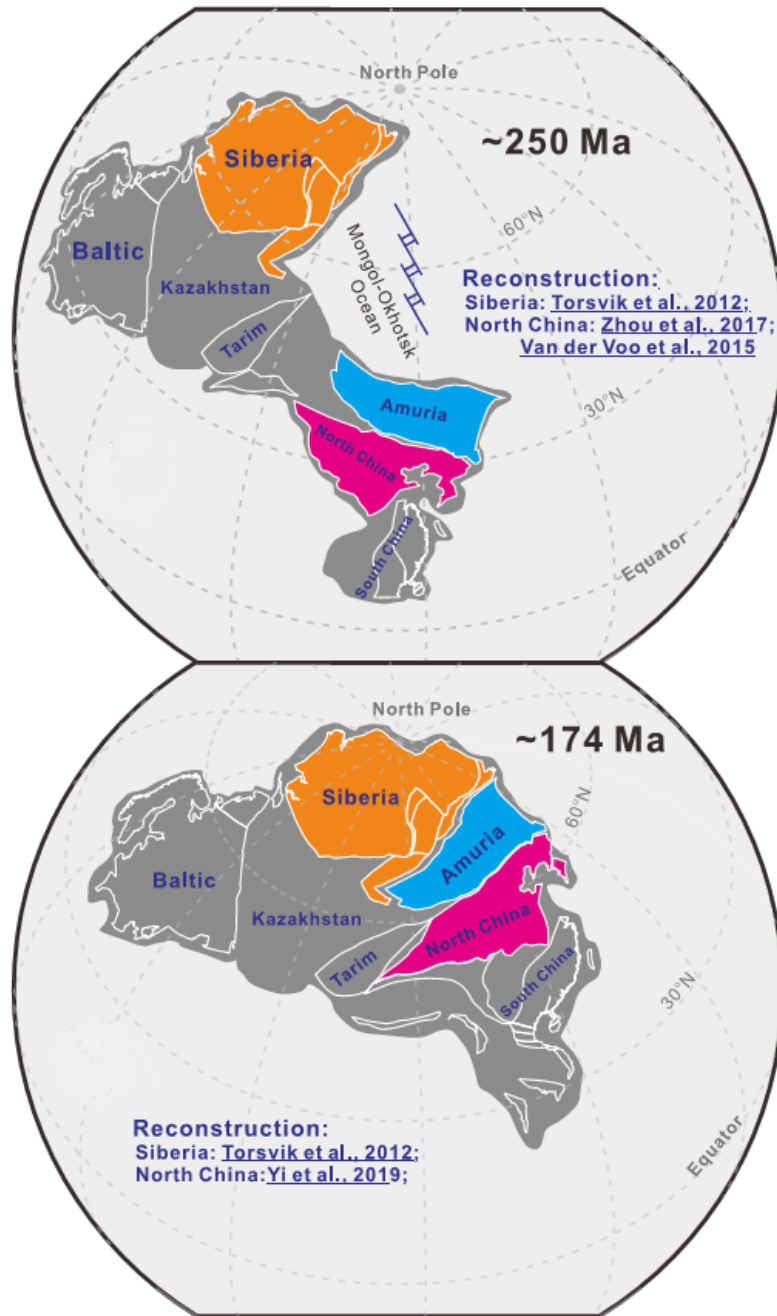 North Pole
~250 Ma
Siberia
Baltic
60°N
Mongol-Okhotsk
Ocean
Kazakhstan
Reconstruction:
Siberia: Torsvik et al., 2012;
North China: Zhou et al., 2017;
Van der Voo et al., 2015
Tarim
Amuria
30°N
North China
South China
Equator
North Pole
~174 Ma
Siberia
60°N
Amuria
Baltic
Kazakhstan
North China
Tarim
South China
30°N
Reconstruction:
Siberia: Torsvik et al., 2012;
North China:Yi et al., 2019;
Equator